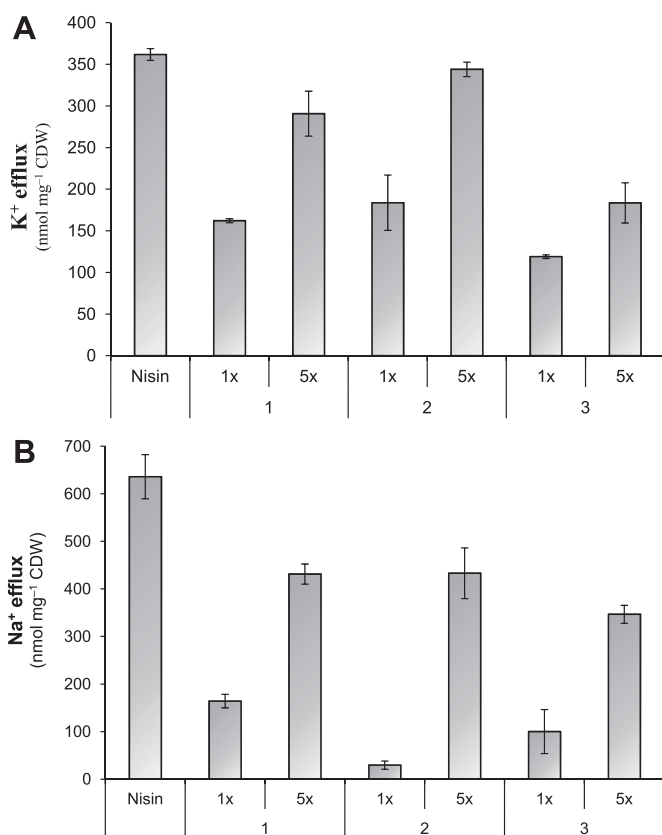 A
K⁺ efflux
(nmol mg⁻¹ CDW)
400
350
300
250
200
150
100
50
0
Nisin 1x 5x 1x 5x 1x 5x
1 2 3
B
Na⁺ efflux
(nmol mg⁻¹ CDW)
700
600
500
400
300
200
100
0
Nisin 1x 5x 1x 5x 1x 5x
1 2 3